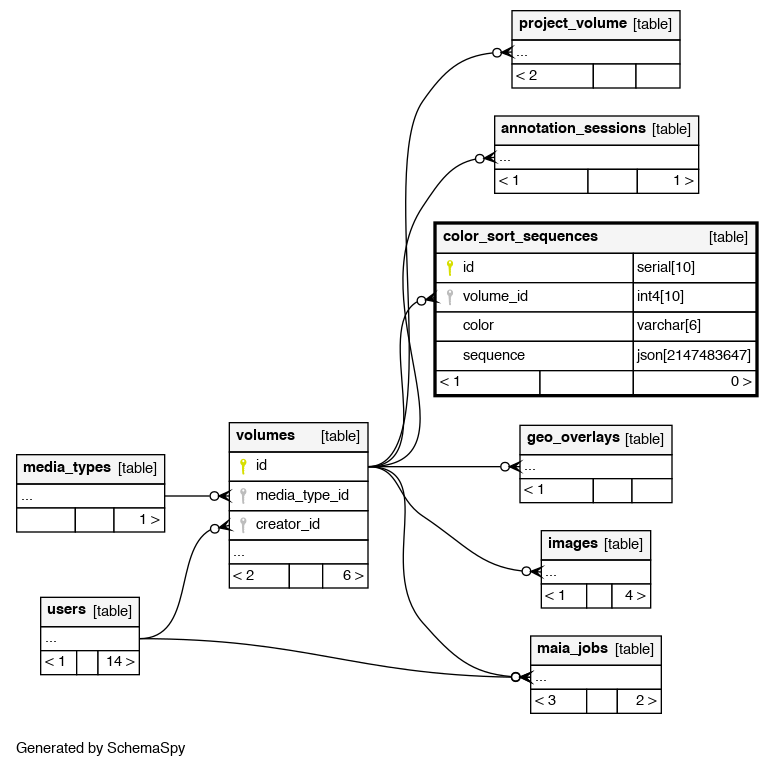 project_volume [table]
...
< 2
annotation_sessions [table]
...
< 1 1 >
color_sort_sequences [table]
id serial[10]
volume_id int4[10]
color varchar[6]
sequence json[2147483647]
< 1 0 >
volumes [table]
id
media_type_id
creator_id
...
< 2 6 >
media_types [table]
...
1 >
users [table]
...
< 1 14 >
geo_overlays [table]
...
< 1
images [table]
...
< 1 4 >
maia_jobs [table]
...
< 3 2 >
Generated by SchemaSpy